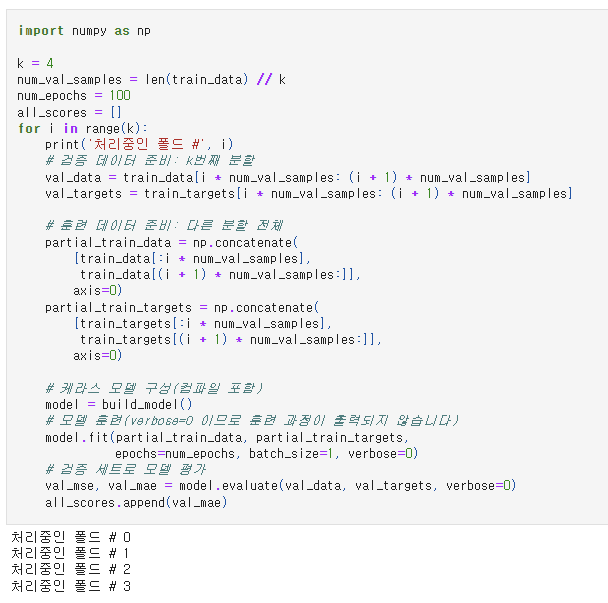 import numpy as np
k = 4
num_val_samples = len(train_data) // k
num_epochs = 100
all_scores = []
for i in range(k):
    print('처리중인 폴드 #', i)
    # 검증 데이터 준비: k번째 분할
    val_data = train_data[i * num_val_samples: (i + 1) * num_val_samples]
    val_targets = train_targets[i * num_val_samples: (i + 1) * num_val_samples]
    # 훈련 데이터 준비: 다른 분할 전체
    partial_train_data = np.concatenate(
        [train_data[:i * num_val_samples],
         train_data[(i + 1) * num_val_samples:]],
        axis=0)
    partial_train_targets = np.concatenate(
        [train_targets[:i * num_val_samples],
         train_targets[(i + 1) * num_val_samples:]],
        axis=0)
    # 케라스 모델 구성(컴파일 포함)
    model = build_model()
    # 모델 훈련(verbose=0 이므로 훈련 과정이 출력되지 않습니다)
    model.fit(partial_train_data, partial_train_targets,
              epochs=num_epochs, batch_size=1, verbose=0)
    # 검증 세트로 모델 평가
    val_mse, val_mae = model.evaluate(val_data, val_targets, verbose=0)
    all_scores.append(val_mae)
처리중인 폴드 # 0
처리중인 폴드 # 1
처리중인 폴드 # 2
처리중인 폴드 # 3